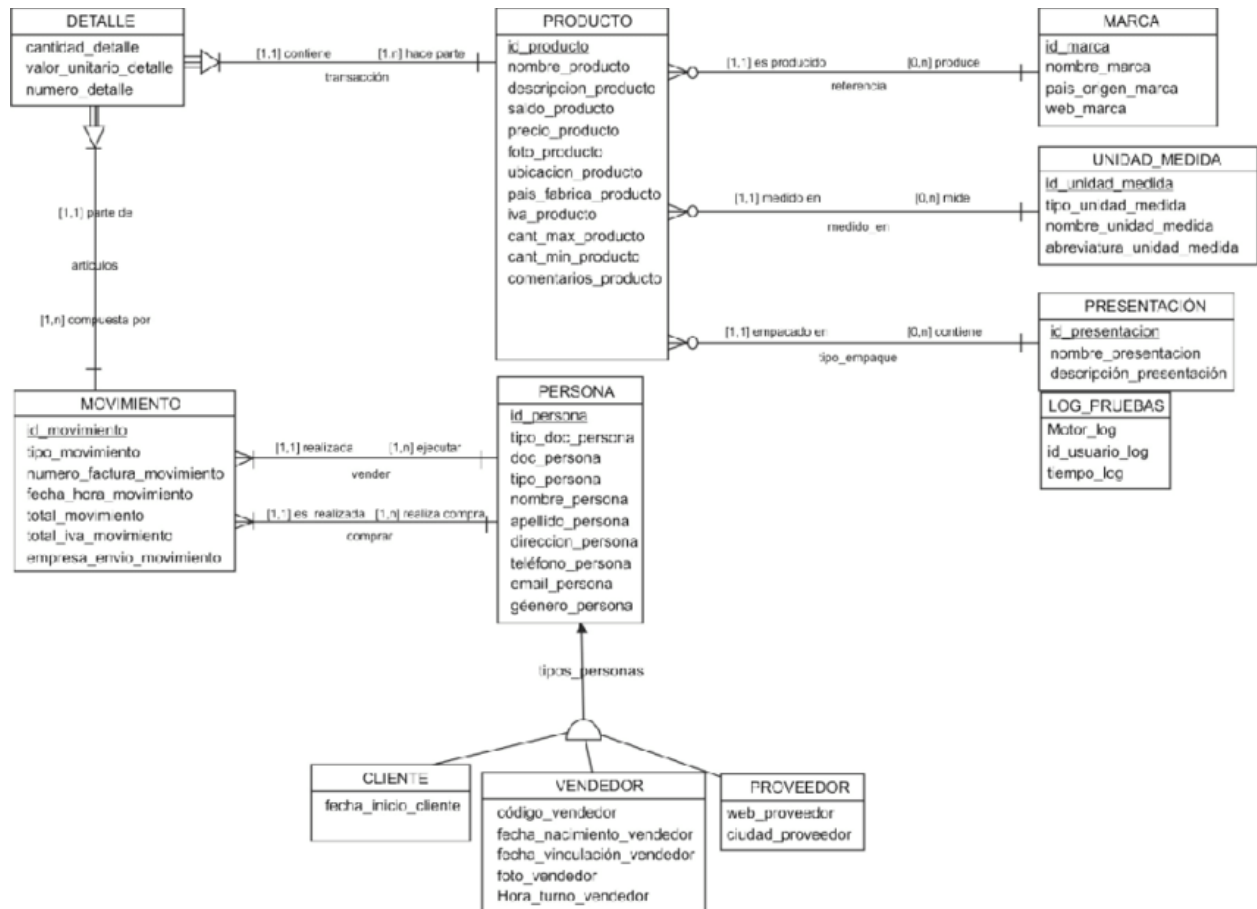 DETALLE
cantidad_detalle
valor_unitario_detalle
numero_detalle
[1,1] contiene
[1,n] hace parte
transacción
PRODUCTO
id_producto
nombre_producto
descripcion_producto
saldo_producto
precio_producto
foto_producto
ubicacion_producto
pais_fabrica_producto
iva_producto
cant_max_producto
cant_min_producto
comentarios_producto
[1,1] es producido
[0,n] produce
referencia
MARCA
id_marca
nombre_marca
pais_origen_marca
web_marca
[1,1] medido en
[0,n] mide
medido_en
UNIDAD_MEDIDA
id_unidad_medida
tipo_unidad_medida
nombre_unidad_medida
abreviatura_unidad_medida
[1,1] empacado en
[0,n] contiene
tipo_empaque
PRESENTACIÓN
id_presentacion
nombre_presentacion
descripción_presentación
LOG_PRUEBAS
Motor_log
id_usuario_log
tiempo_log
[1,1] parte de
artículos
[1,n] compuesta por
MOVIMIENTO
id_movimiento
tipo_movimiento
numero_factura_movimiento
fecha_hora_movimiento
total_movimiento
total_iva_movimiento
empresa_envio_movimiento
[1,1] realizada
[1,n] ejecutar
vender
[1,1] es realizada
[1,n] realiza compra
comprar
PERSONA
id_persona
tipo_doc_persona
doc_persona
tipo_persona
nombre_persona
apellido_persona
direccion_persona
teléfono_persona
email_persona
géenero_persona
tipos_personas
CLIENTE
fecha_inicio_cliente
VENDEDOR
código_vendedor
fecha_nacimiento_vendedor
fecha_vinculación_vendedor
foto_vendedor
Hora_turno_vendedor
PROVEEDOR
web_proveedor
ciudad_proveedor